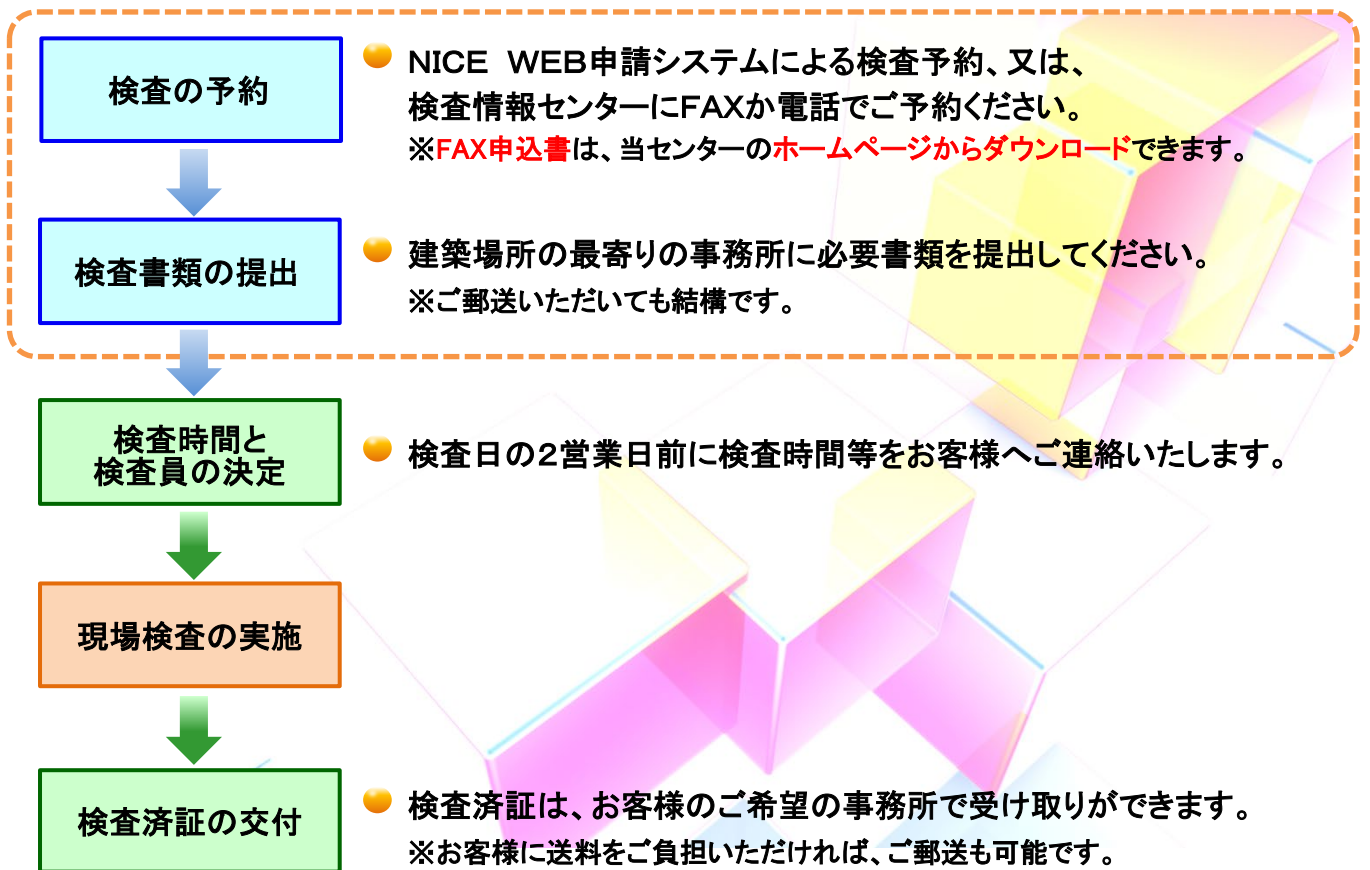 検査の予約
NICE WEB申請システムによる検査予約、又は、
検査情報センターにFAXか電話でご予約ください。
※FAX申込書は、当センターのホームページからダウンロードできます。
検査書類の提出
建築場所の最寄りの事務所に必要書類を提出してください。
※ご郵送いただいても結構です。
検査時間と
検査員の決定
検査日の2営業日前に検査時間等をお客様へご連絡いたします。
現場検査の実施
検査済証の交付
検査済証は、お客様のご希望の事務所で受け取りができます。
※お客様に送料をご負担いただければ、ご郵送も可能です。